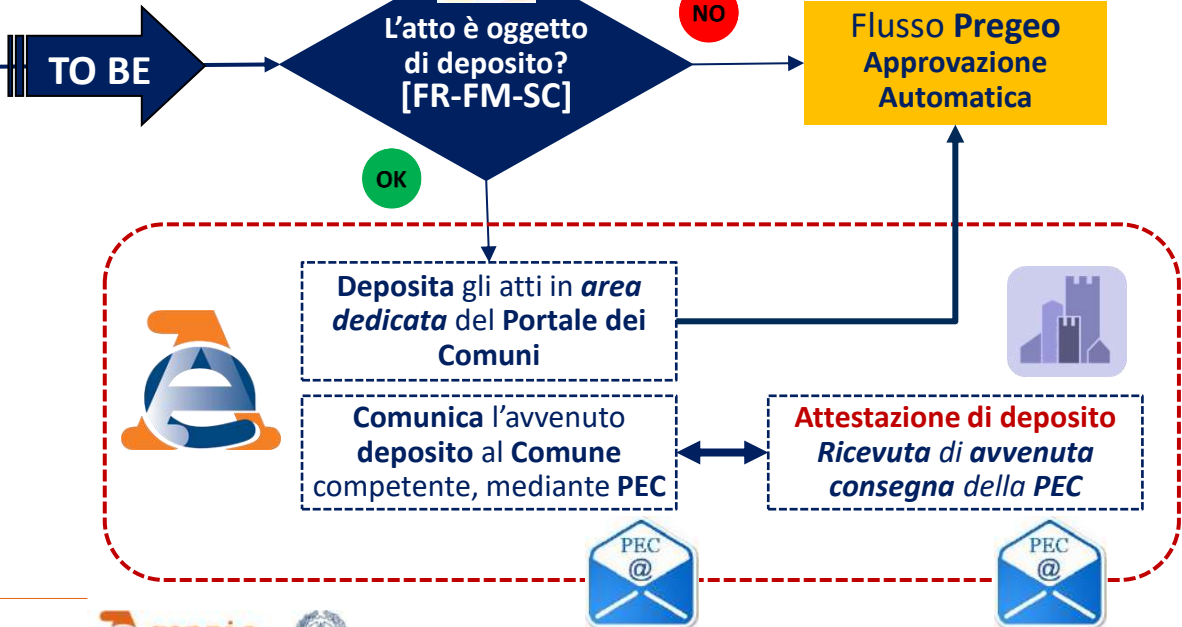 TO BE
L'atto è oggetto
di deposito?
[FR-FM-SC]
NO
Flusso Pregeo
Approvazione
Automatica
OK
Deposita gli atti in area
dedicata del Portale dei
Comuni
Comunica l'avvenuto
deposito al Comune
competente, mediante PEC
Attestazione di deposito
Ricevuta di avvenuta
consegna della PEC
PEC
@
PEC
@